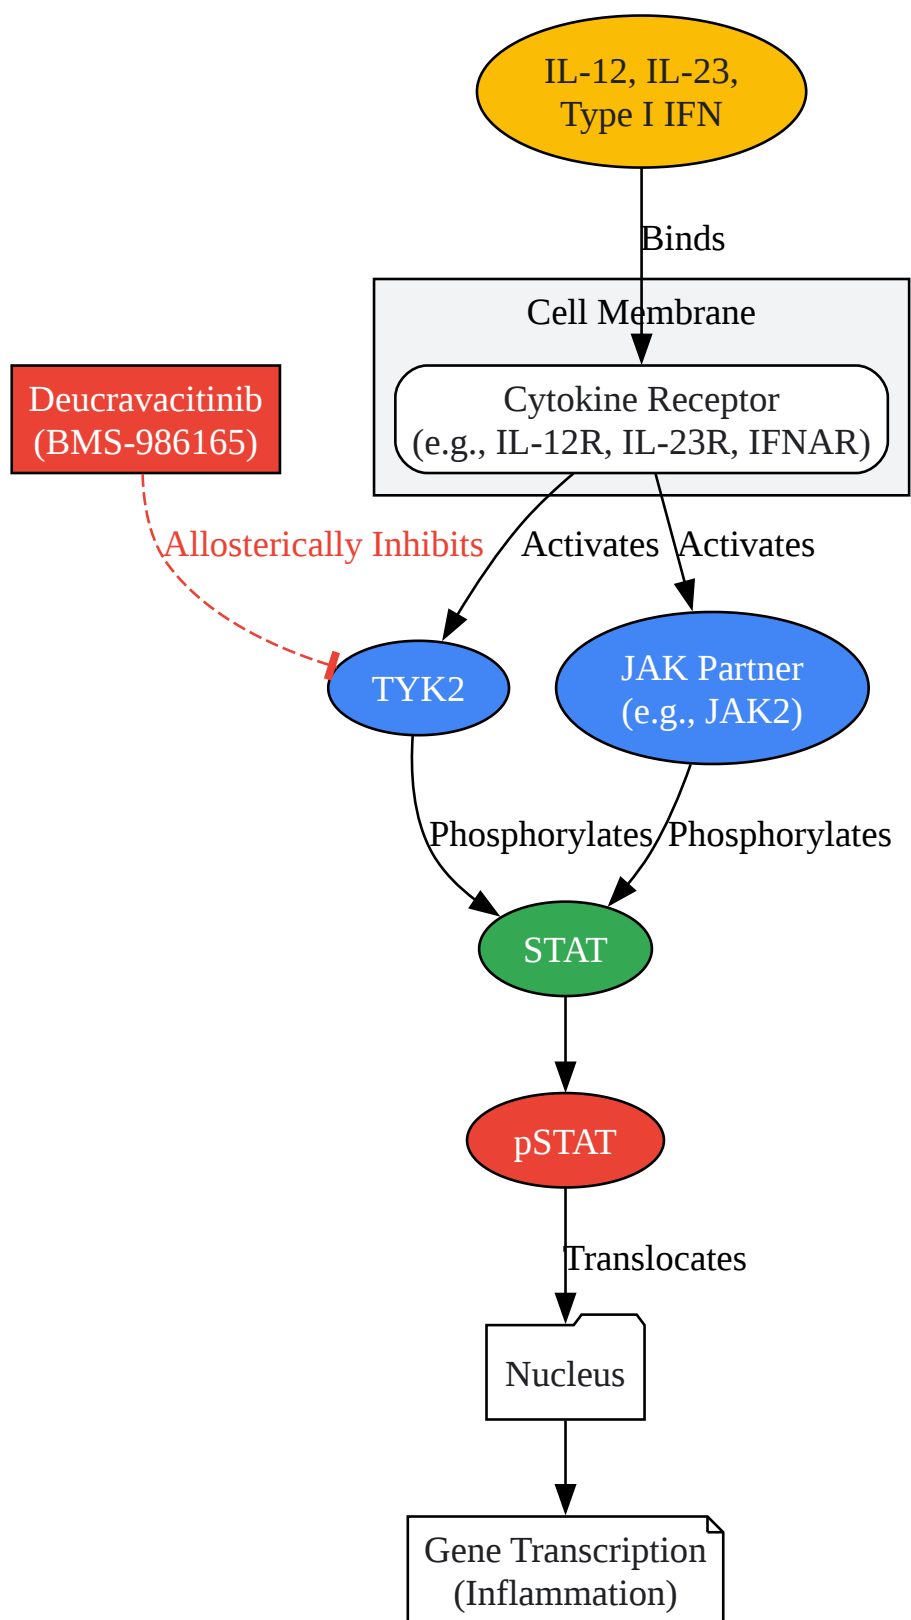 IL-12, IL-23,
Type I IFN
Binds
Cell Membrane
Cytokine Receptor
(e.g., IL-12R, IL-23R, IFNAR)
Deucravacitinib
(BMS-986165)
Allosterically Inhibits
Activates
Activates
TYK2
JAK Partner
(e.g., JAK2)
Phosphorylates
Phosphorylates
STAT
pSTAT
Translocates
Nucleus
Gene Transcription
(Inflammation)